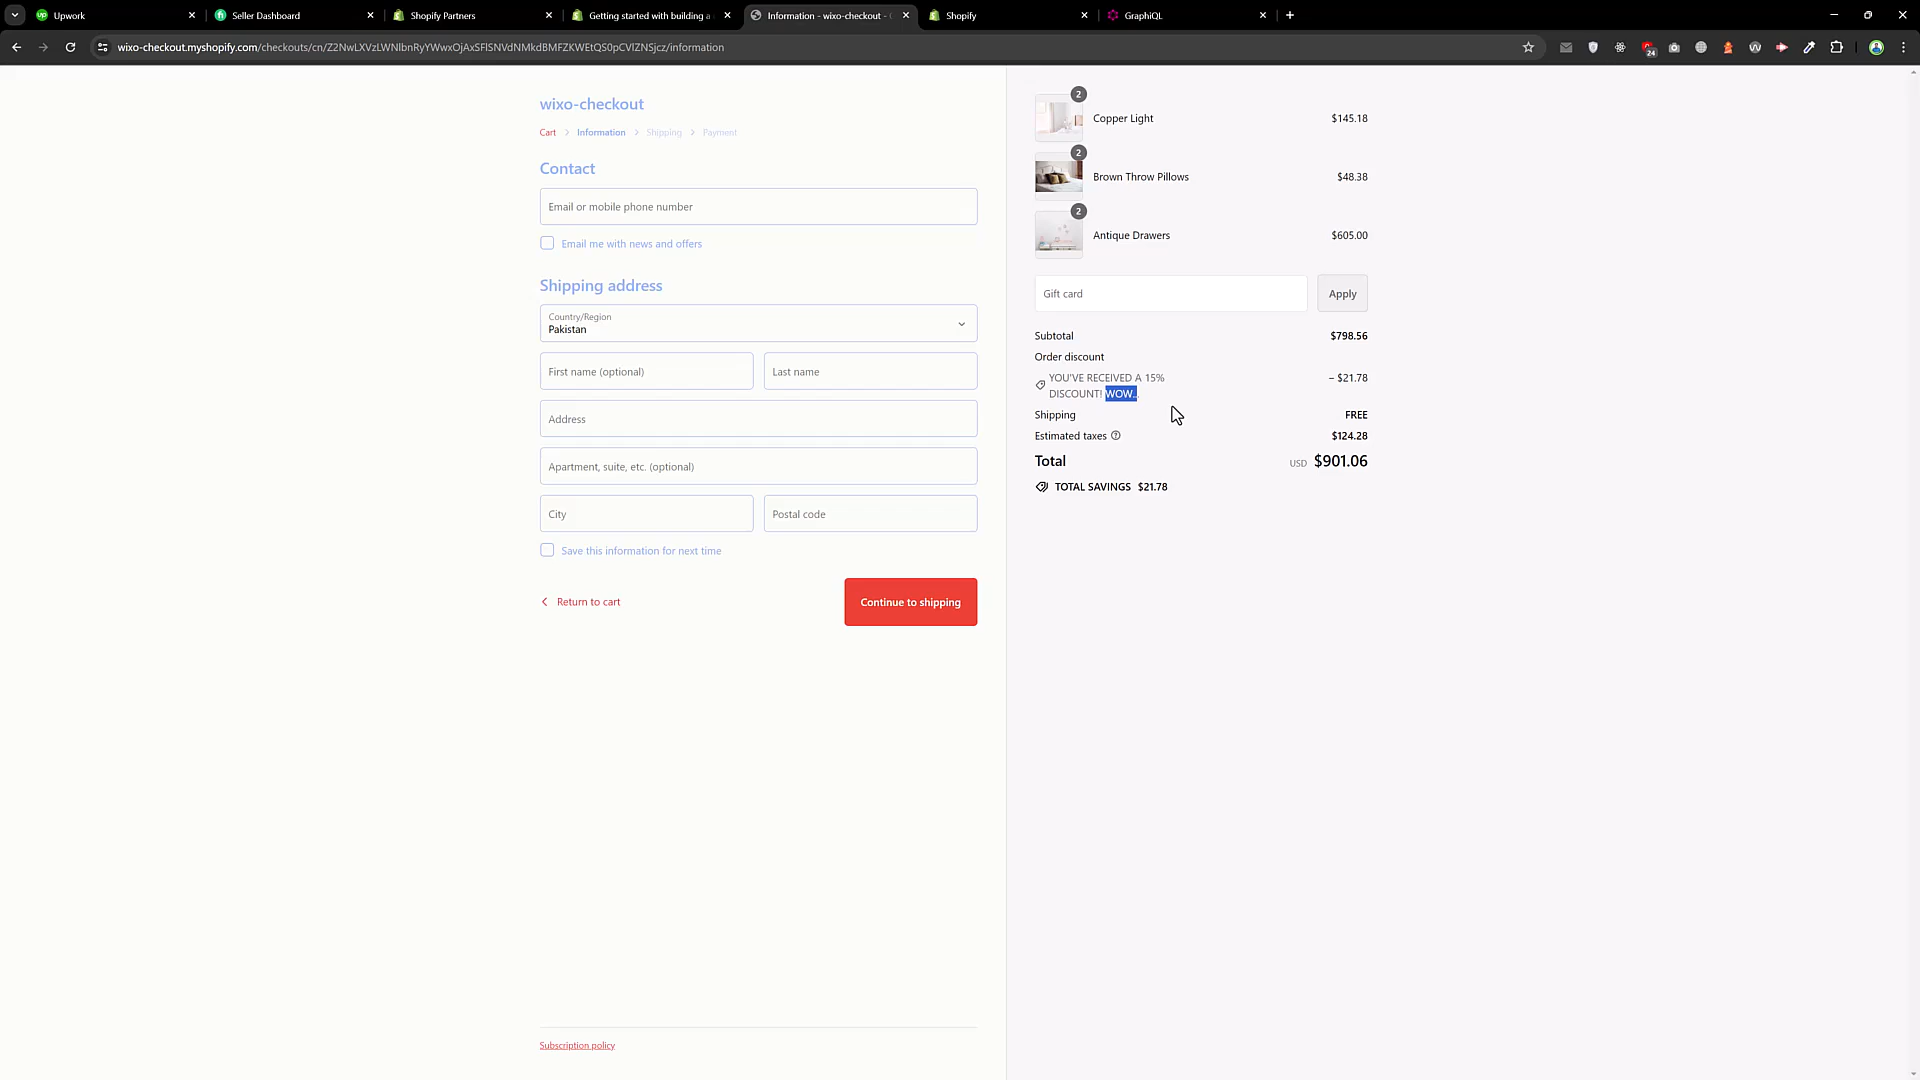 Upwork
Seller Dashboard
Shopify Partners
Getting started with building a
Information - wixo-checkout -
Shopify
GraphiQL
wixo-checkout.myshopify.com/checkouts/cn/Z2NwLXVzLWNlbnRyYWwxOjAxSFlSNVdNMkdBMFZKWEtQS0pCVlZNSjcz/information
24
wixo-checkout
Cart > Information > Shipping > Payment
Contact
Email or mobile phone number
Email me with news and offers
Shipping address
Country/Region
Pakistan
First name (optional)
Last name
Address
Apartment, suite, etc. (optional)
City
Postal code
Save this information for next time
Return to cart
Continue to shipping
Subscription policy
2
Copper Light $145.18
2
Brown Throw Pillows $48.38
2
Antique Drawers $605.00
Gift card
Apply
Subtotal $798.56
Order discount
YOU'VE RECEIVED A 15% – $21.78
DISCOUNT! WOW..
Shipping FREE
Estimated taxes $124.28
Total USD $901.06
TOTAL SAVINGS $21.78